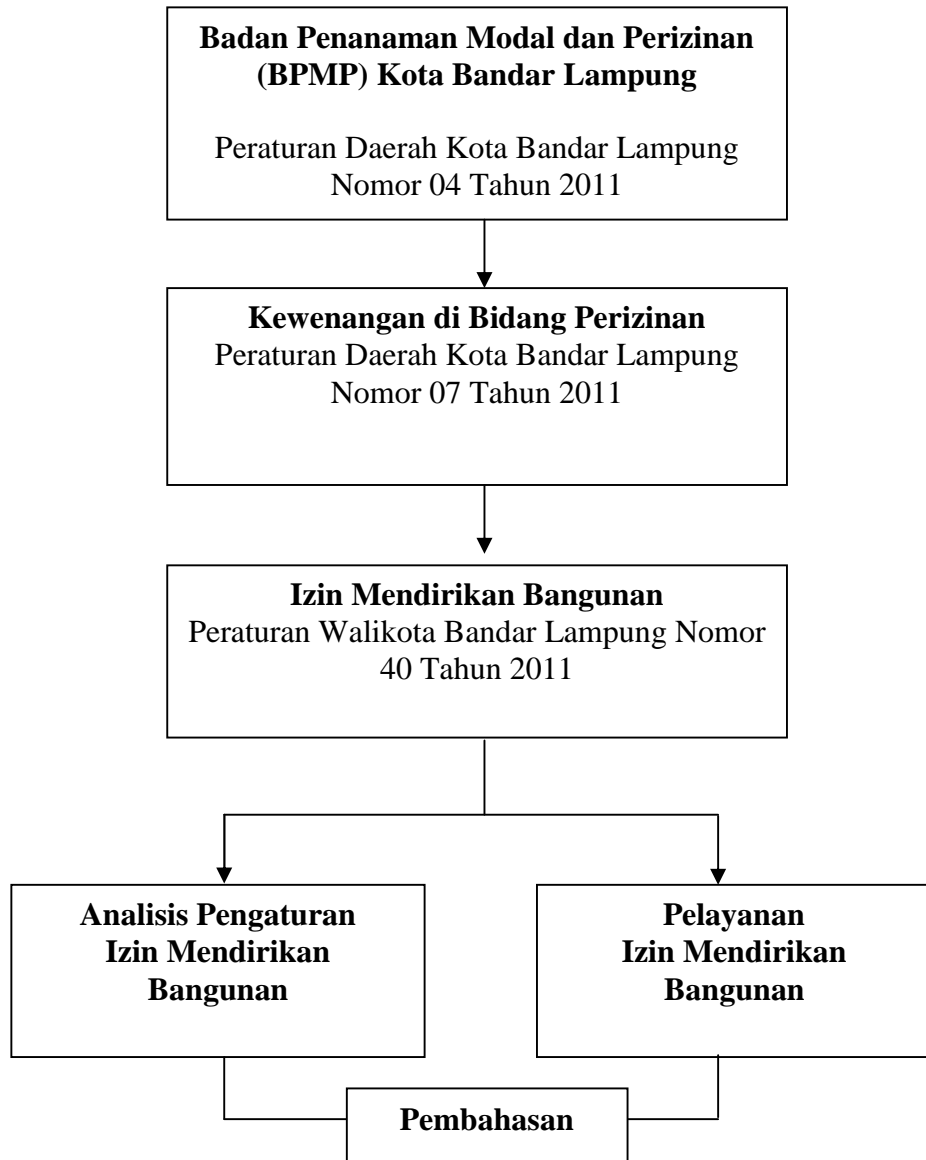 Badan Penanaman Modal dan Perizinan
(BPMP) Kota Bandar Lampung
Peraturan Daerah Kota Bandar Lampung
Nomor 04 Tahun 2011
Kewenangan di Bidang Perizinan
Peraturan Daerah Kota Bandar Lampung
Nomor 07 Tahun 2011
Izin Mendirikan Bangunan
Peraturan Walikota Bandar Lampung Nomor
40 Tahun 2011
Analisis Pengaturan
Izin Mendirikan
Bangunan
Pelayanan
Izin Mendirikan
Bangunan
Pembahasan